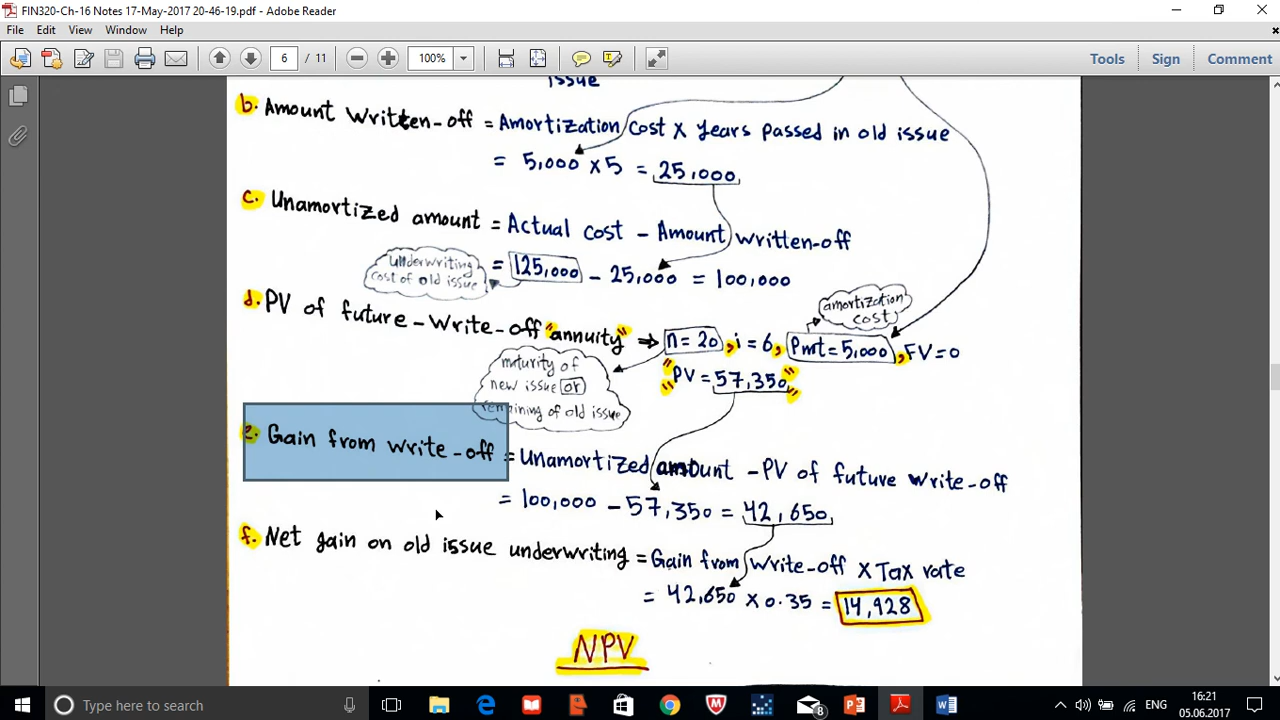 FIN320-Ch-16 Notes 17-May-2017 20-46-19.pdf - Adobe Reader
File Edit View Window Help
6 / 11 100% Tools Sign Comment
issue
b. Amount Written-off = Amortization cost x years passed in old issue
= 5,000 x 5 = 25,000
c. Unamortized amount = Actual cost - Amount written-off
underwriting cost of old issue = 125,000 - 25,000 = 100,000
amortization cost
d. PV of future-Write-off "annuity" → n = 20, i = 6, Pmt = 5,000, FV = 0
"PV = 57,350"
maturity of
new issue or
remaining of old issue
e. Gain from write-off = Unamortized amount - PV of future write-off
= 100,000 - 57,350 = 42,650
f. Net gain on old issue underwriting = Gain from write-off x Tax rate
= 42,650 x 0.35 = 14,928
NPV
Type here to search
8
ENG
16:21
05.06.2017